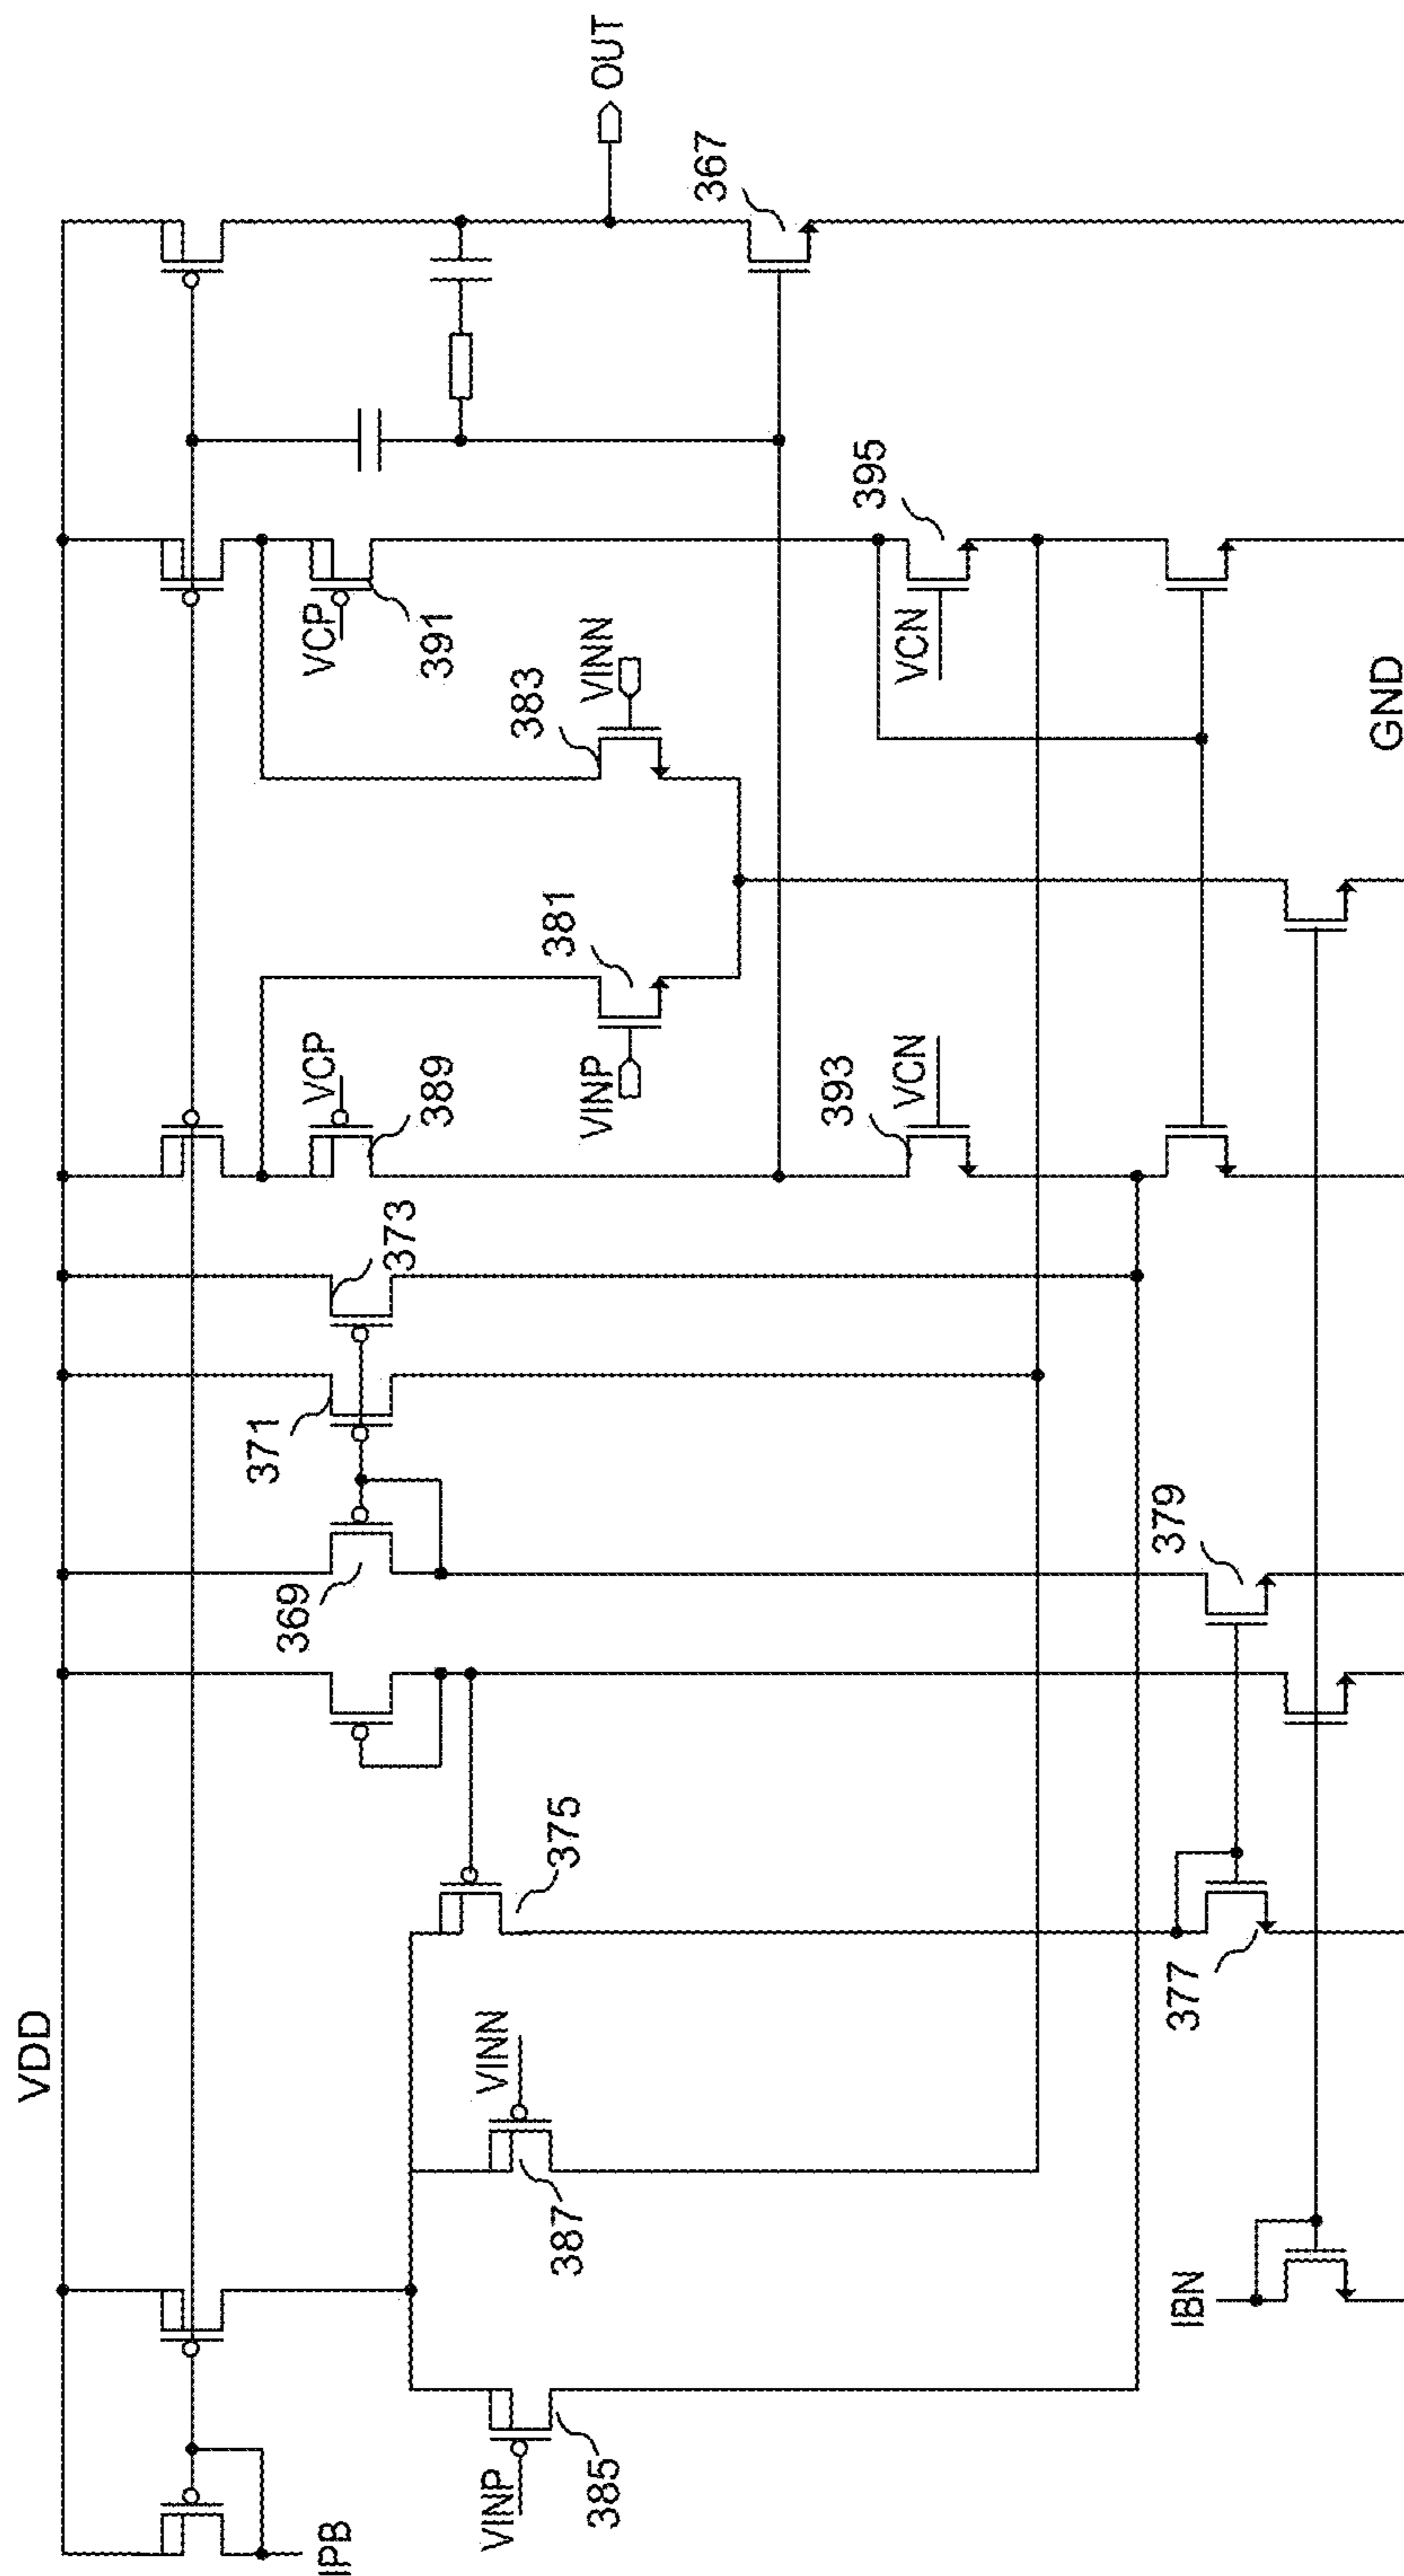 VDD
OUT
367
VCP
391
395
VCN
383
VINN
GND
381
VINP
VCP
389
393
VCN
373
371
369
379
375
377
VINN
387
IBN
VINP
385
IPB